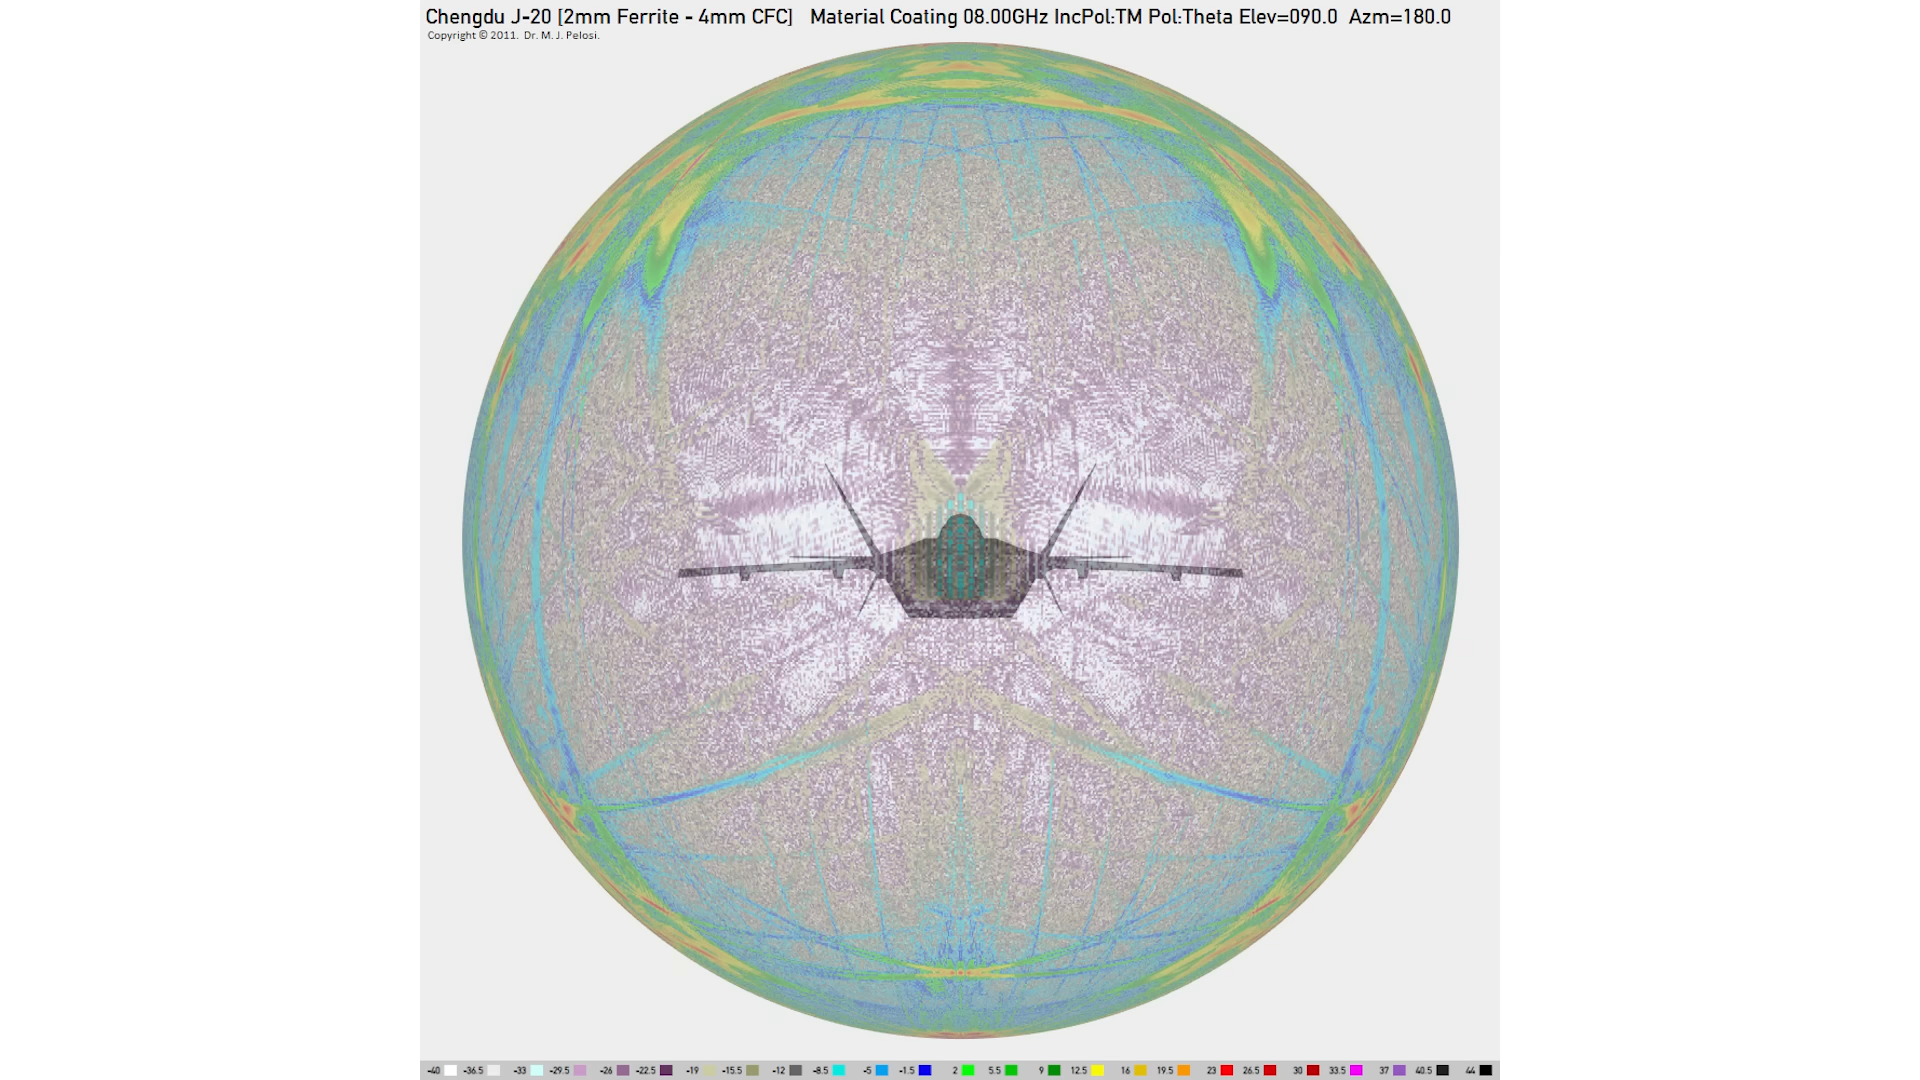 Chengdu J-20 [2mm Ferrite - 4mm CFC] Material Coating 08.00GHz IncPol:TM Pol:Theta Elev=090.0 Azm=180.0
Copyright © 2011. Dr. M. J. Pelosi.
-40 -36.5 -33 -29.5 -26 -22.5 -19 -15.5 -12 -8.5 -5 -1.5 2 5.5 9 12.5 16 19.5 23 26.5 30 33.5 37 40.5 44